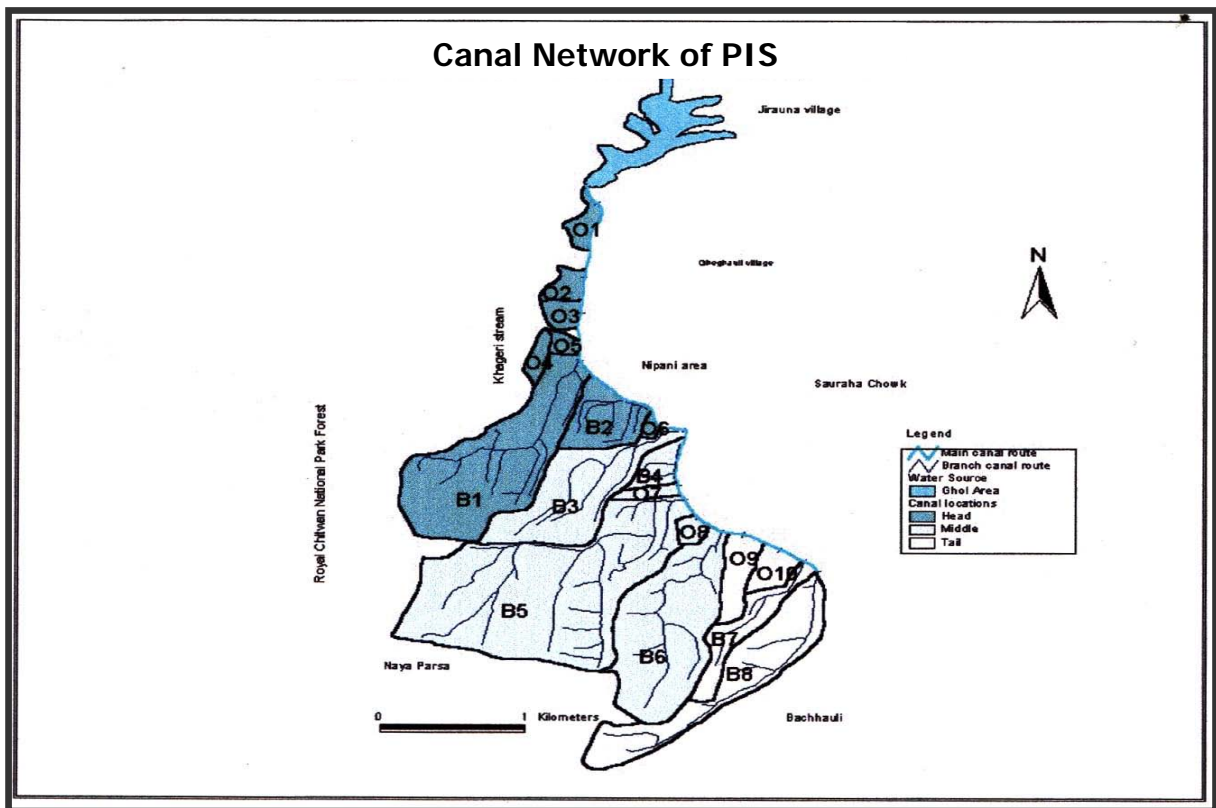 Canal Network of PIS
Jirauna village
O1
N
O2
O3
Khageri stream
O5
O4
Nipani area
Sauraha Chowk
Royal Chitwan National Park Forest
B2
O6
Legend
Main canal route
Branch canal route
Water Source
Ghol Area
Canal locations
Head
Middle
Tail
B4
O7
B1
B3
O8
O9
O10
B5
B7
B6
B8
Naya Parsa
0
1
Kilometers
Bachhauli